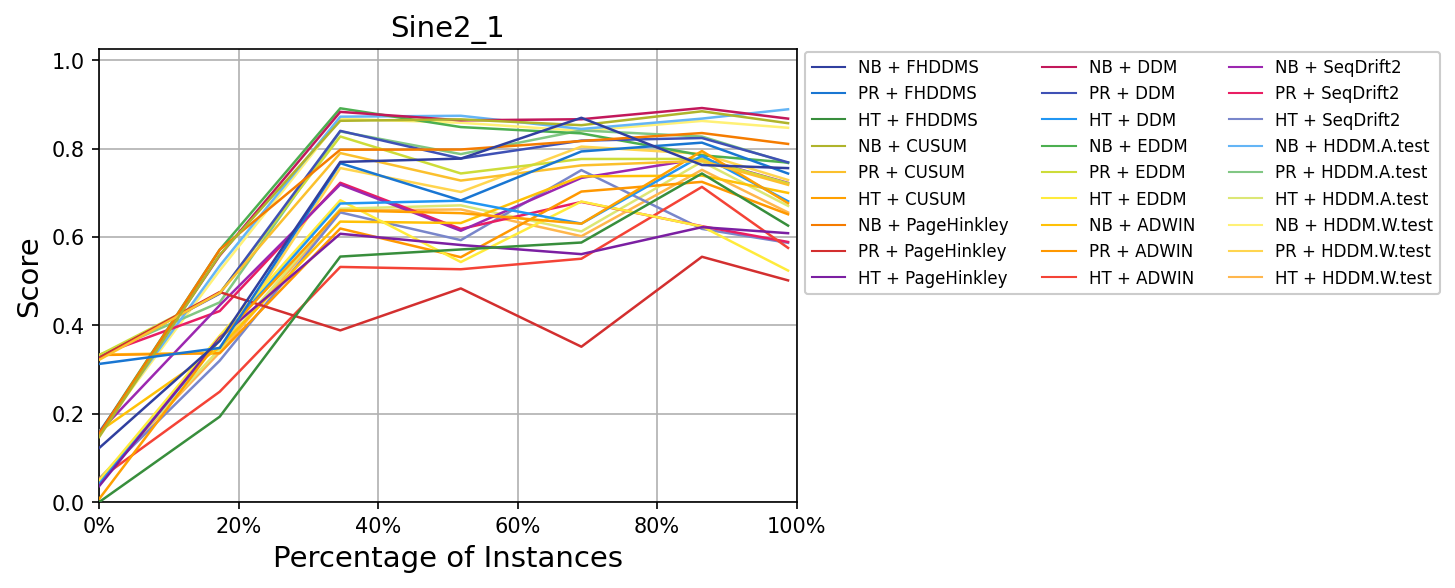 Sine2_1
Score
1.0
0.8
0.6
0.4
0.2
0.0
0%
20%
40%
60%
80%
100%
Percentage of Instances
NB + FHDDMS
PR + FHDDMS
HT + FHDDMS
NB + CUSUM
PR + CUSUM
HT + CUSUM
NB + PageHinkley
PR + PageHinkley
HT + PageHinkley
NB + DDM
PR + DDM
HT + DDM
NB + EDDM
PR + EDDM
HT + EDDM
NB + ADWIN
PR + ADWIN
HT + ADWIN
NB + SeqDrift2
PR + SeqDrift2
HT + SeqDrift2
NB + HDDM.A.test
PR + HDDM.A.test
HT + HDDM.A.test
NB + HDDM.W.test
PR + HDDM.W.test
HT + HDDM.W.test